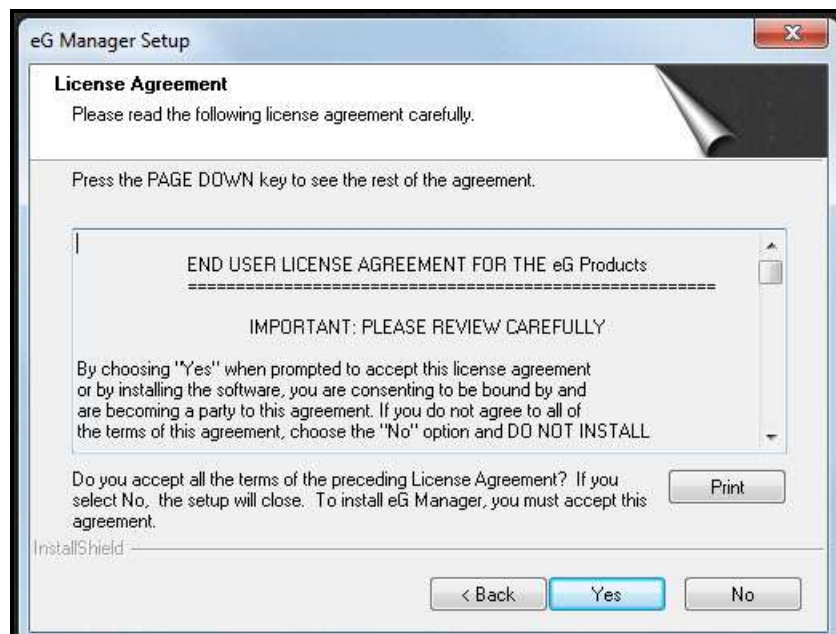 eG Manager Setup
License Agreement
Please read the following license agreement carefully.
Press the PAGE DOWN key to see the rest of the agreement.
END USER LICENSE AGREEMENT FOR THE eG Products
=======================================================
IMPORTANT: PLEASE REVIEW CAREFULLY
By choosing "Yes" when prompted to accept this license agreement
or by installing the software, you are consenting to be bound by and
are becoming a party to this agreement. If you do not agree to all of
the terms of this agreement, choose the "No" option and DO NOT INSTALL
Do you accept all the terms of the preceding License Agreement?  If you
select No,  the setup will close.  To install eG Manager, you must accept this
agreement.
Print
InstallShield
< Back
Yes
No